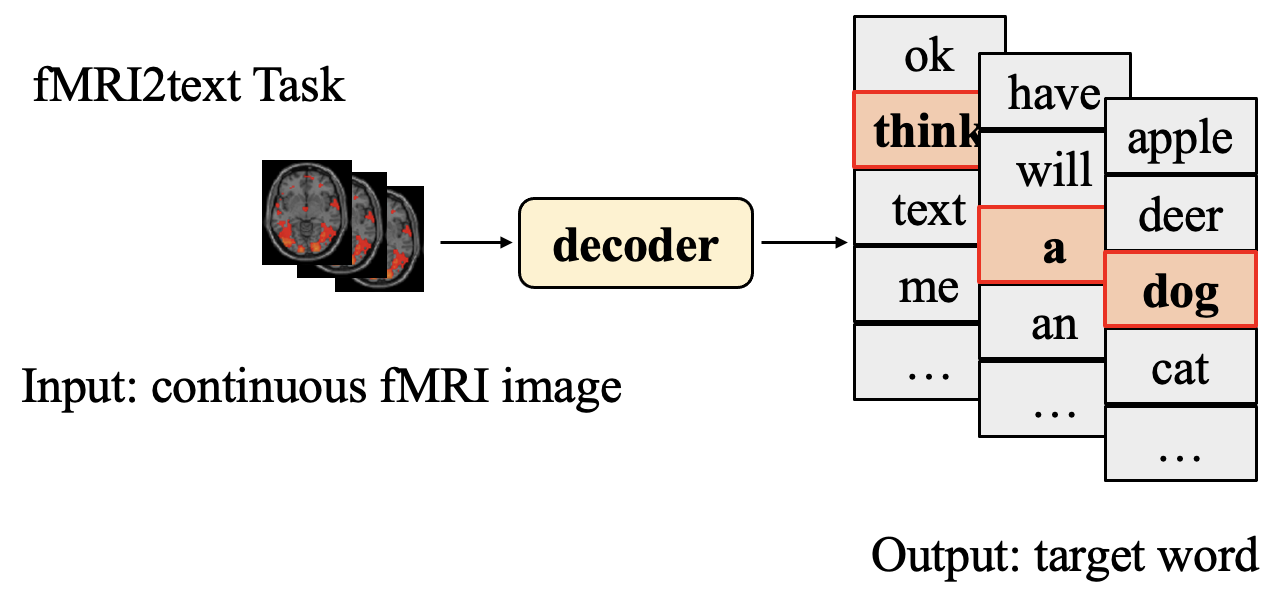 fMRI2text Task
Input: continuous fMRI image
decoder
ok
think
text
me
...
have
will
a
an
...
apple
deer
dog
cat
...
Output: target word